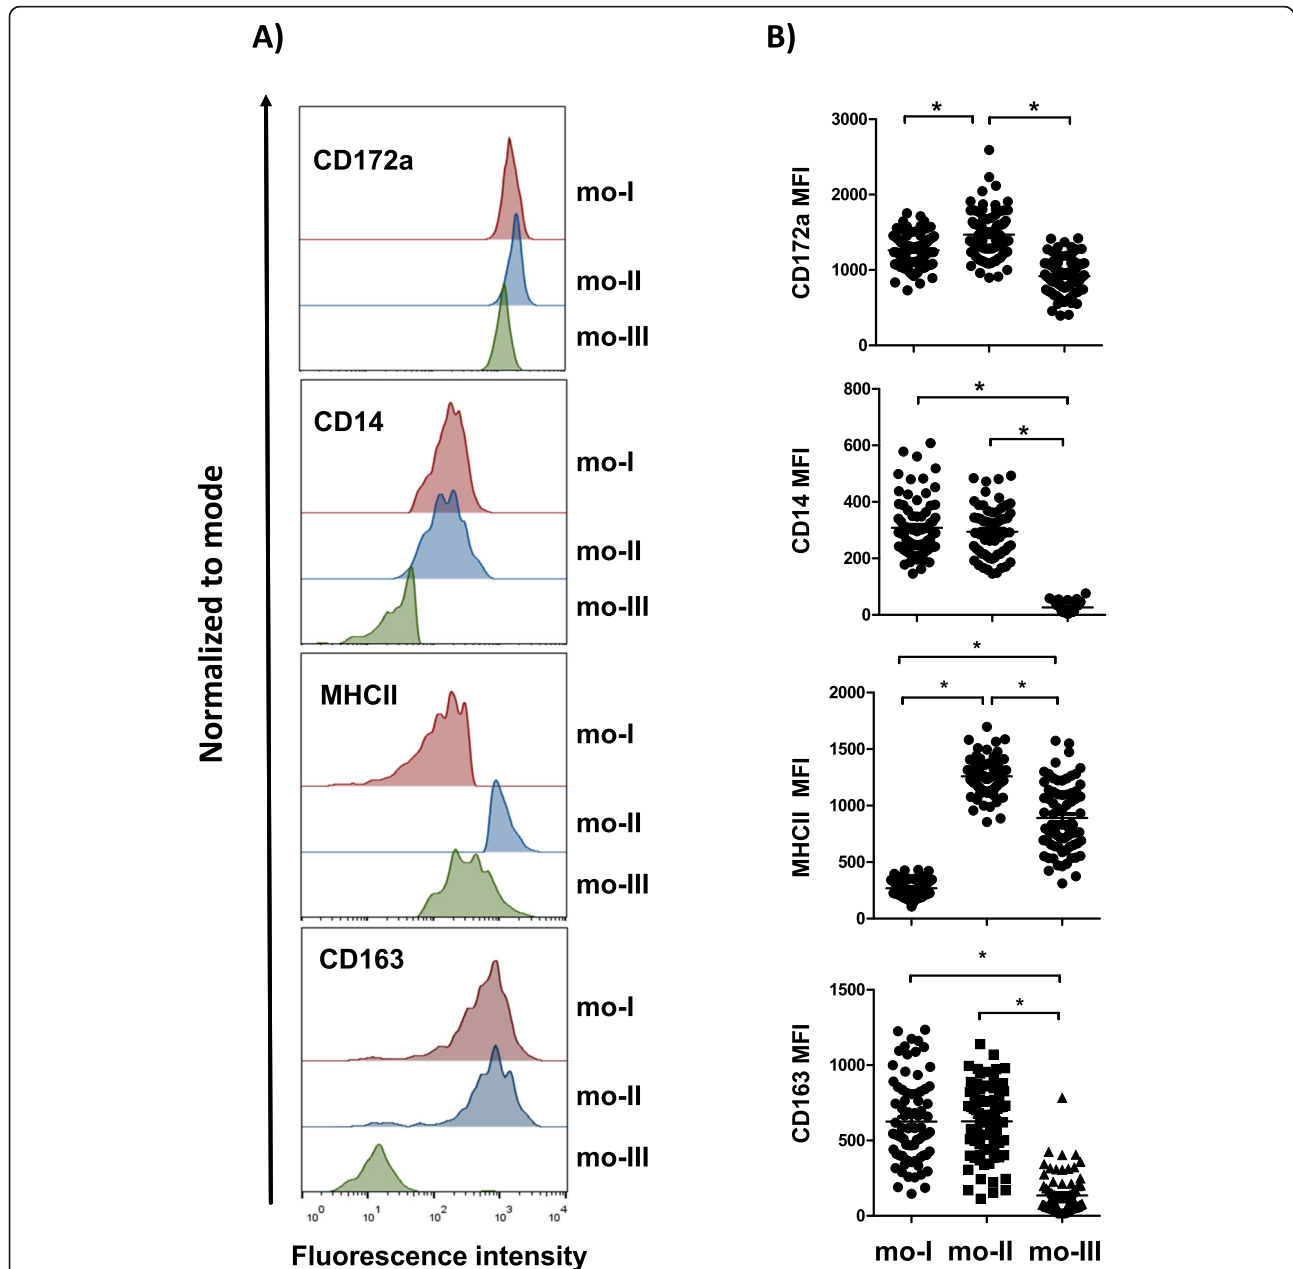 A)
B)
Normalized to mode
CD172a
mo-I
mo-II
mo-III
CD14
mo-I
mo-II
mo-III
MHCII
mo-I
mo-II
mo-III
CD163
mo-I
mo-II
mo-III
10^0 10^1 10^2 10^3 10^4
Fluorescence intensity
* *
CD172a MFI
3000
2000
1000
0
*
*
CD14 MFI
800
600
400
200
0
*
* *
MHCII MFI
2000
1500
1000
500
0
*
*
CD163 MFI
1500
1000
500
0
mo-I mo-II mo-III